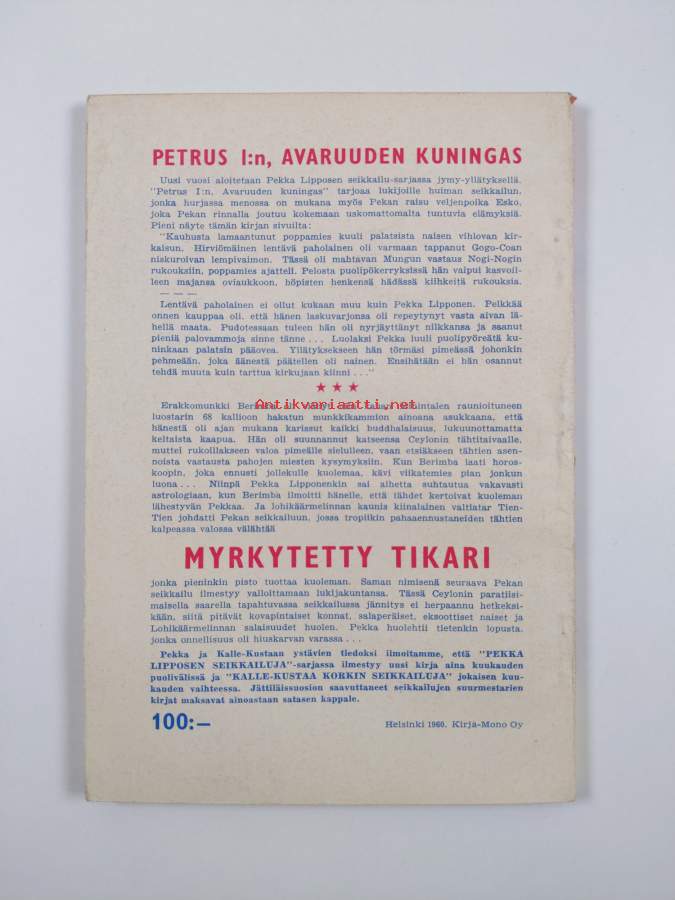 PETRUS I:n, AVARUUDEN KUNINGAS
Uusi vuosi aloitetaan Pekka Lipposen seikkailu-sarjassa jymy-yllätyksellä.
"Petrus I:n, Avaruuden kuningas" tarjoaa lukijoille huiman seikkailun,
jonka hurjassa menossa on mukana myös Pekan raisu veljenpoika Esko,
joka Pekan rinnalla joutuu kokemaan uskomattomalta tuntuvia elämyksiä.
Pieni näyte tämän kirjan sivuilta:
"Kauhusta lamaantunut poppamies kuuli palatsista naisen vihlovan kir-
kaisun. Hirviömäinen lentävä paholainen oli varmaan tappanut Gogo-Coan
niskuroivan lempivaimon. Tässä oli mahtavan Mungun vastaus Nogi-Nogin
rukouksiin, poppamies ajatteli. Pelosta puolipökerryksissä hän vaipui kasvoil-
leen majansa oviaukkoon, höpisten henkensä hädässä kiihkeitä rukouksia.
— — —
Lentävä paholainen ei ollut kukaan muu kuin Pekka Lipponen. Pelkkää
onnen kauppaa oli, että hänen laskuvarjonsa oli repeytynyt vasta aivan lä-
hellä maata. Pudotessaan tuleen hän oli nyrjäyttänyt nilkkansa ja saanut
pieniä palovammoja sinne tänne... Luolaksi Pekka luuli puolipyöreätä ku-
ninkaan palatsin pääovea. Yllätyksekseen hän törmäsi pimeässä johonkin
pehmeään, joka äänestä päätellen oli nainen. Ensihätään ei hän osannut
tehdä muuta kuin tarttua kirkujaan kiinni..."
★ ★ ★
Antikvariaatti.net
Erakkomunkki Berimba oli
raunioituneen
luostarin 68 kallioon hakatun munkkikammion ainoana asukkaana, että
hänestä oli ajan mukana karissut kaikki buddhalaisuus, lukuunottamatta
keltaista kaapua. Hän oli suunnannut katseensa Ceylonin tähtitaivaalle,
muttei rukoillakseen valoa pimeälle sielulleen, vaan etsiäkseen tähtien asen-
noista vastausta pahojen miesten kysymyksiin. Kun Berimba laati horos-
koopin, joka ennusti jollekulle kuolemaa, kävi viikatemies pian jonkun
luona... Niinpä Pekka Lipponenkin sai aihetta suhtautua vakavasti
astrologiaan, kun Berimba ilmoitti hänelle, että tähdet kertoivat kuoleman
lähestyvän Pekkaa. Ja lohikäärmelinnan kaunis kiinalainen valtiatar Tien-
Tien johdatti Pekan seikkailuun, jossa tropiikin pahaaennustaneiden tähtien
kalpeassa valossa välähtää
MYRKYTETTY TIKARI
jonka pieninkin pisto tuottaa kuoleman. Saman nimisenä seuraava Pekan
seikkailu ilmestyy valloittamaan lukijakuntansa. Tässä Ceylonin paratiisi-
maisella saarella tapahtuvassa seikkailussa jännitys ei herpaannu hetkeksi-
kään, siitä pitävät kovapintaiset konnat, salaperäiset, eksoottiset naiset ja
Lohikäärmelinnan salaisuudet huolen. Pekka huolehtii tietenkin lopusta,
jonka onnellisuus oli hiuskarvan varassa...
Pekka ja Kalle-Kustaan ystävien tiedoksi ilmoitamme, että "PEKKA
LIPPOSEN SEIKKAILUJA"-sarjassa ilmestyy uusi kirja aina kuukauden
puolivälissä ja "KALLE-KUSTAA KORKIN SEIKKAILUJA" jokaisen kuu-
kauden vaihteessa. Jättiläissuosion saavuttaneet seikkailujen suurmestarien
kirjat maksavat ainoastaan satasen kappale.
100:—
Helsinki 1960. Kirja-Mono Oy